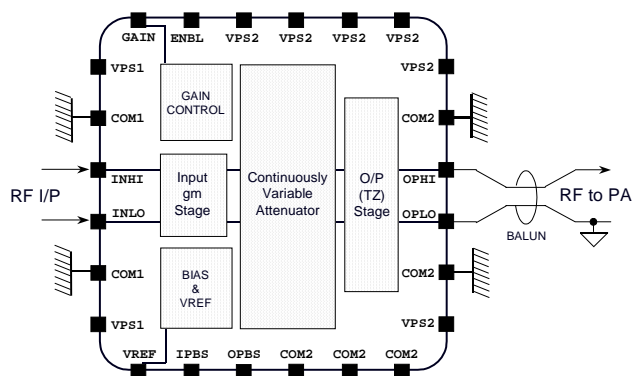 GAIN ENBL VPS2 VPS2 VPS2 VPS2
VPS1
VPS2
GAIN
CONTROL
COM1
COM2
INHI
OPHI
RF I/P
Input
gm
Stage
Continuously
Variable
Attenuator
O/P
(TZ)
Stage
RF to PA
INLO
OPLO
BALUN
COM1
COM2
BIAS
&
VREF
VPS1
VPS2
VREF IPBS OPBS COM2 COM2 COM2